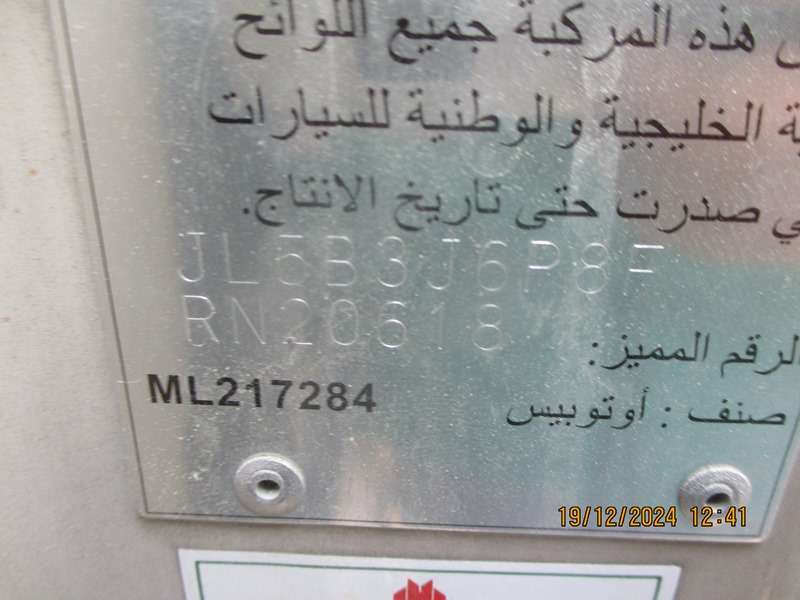 هذه المركبة جميع اللوائح
الخليجية والوطنية للسيارات
صدرت حتى تاريخ الانتاج.
JL5B3J6P8F
RN20618
الرقم المميز:
ML217284
صنف : أوتوبيس
19/12/2024 12:41